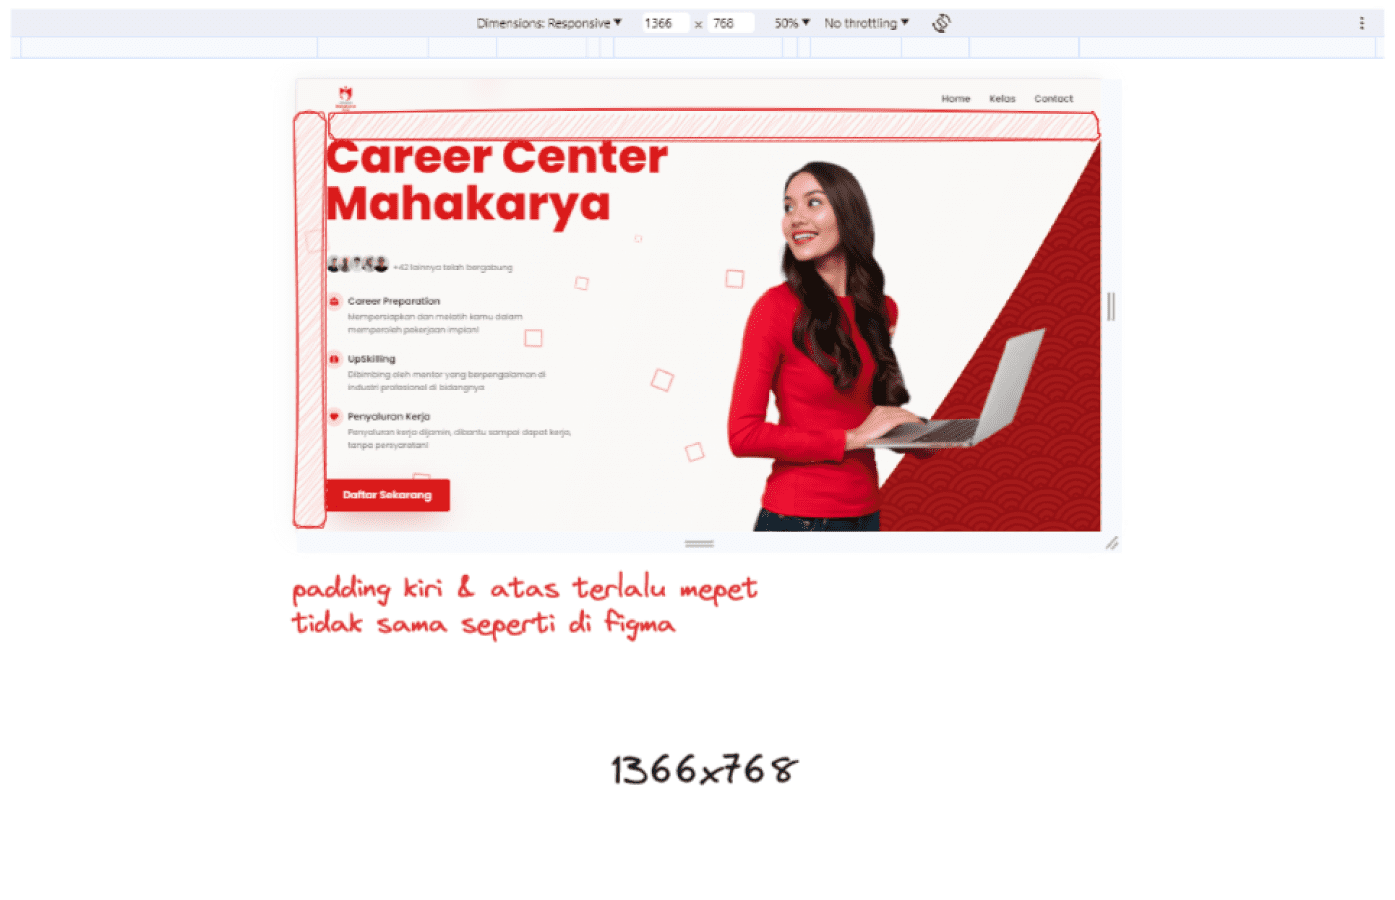 Dimensions: Responsive ▼ 1366 x 768 50% ▼ No throttling ▼
Home Kelas Contact
Career Center
Mahakarya
+42 lainnya telah bergabung
Career Preparation
Mempersiapkan dan melatih kamu dalam
memperoleh pekerjaan impian!
UpSkilling
Dibimbing oleh mentor yang berpengalaman di
industri profesional di bidangnya
Penyaluran Kerja
Penyaluran kerja dijamin, dibantu sampai dapat kerja,
tanpa persyaratan!
Daftar Sekarang
padding kiri & atas terlalu mepet
tidak sama seperti di figma
1366x768